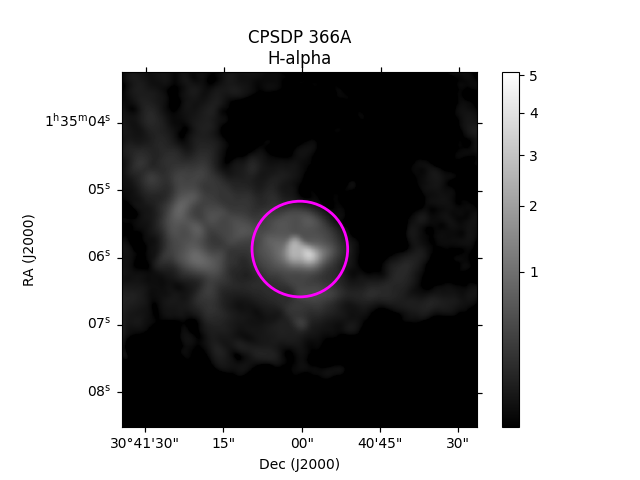 CPSDP 366A
H-alpha
1ʰ35ᵐ04ˢ
05ˢ
06ˢ
07ˢ
08ˢ
RA (J2000)
30°41'30" 15" 00" 40'45" 30"
Dec (J2000)
5
4
3
2
1